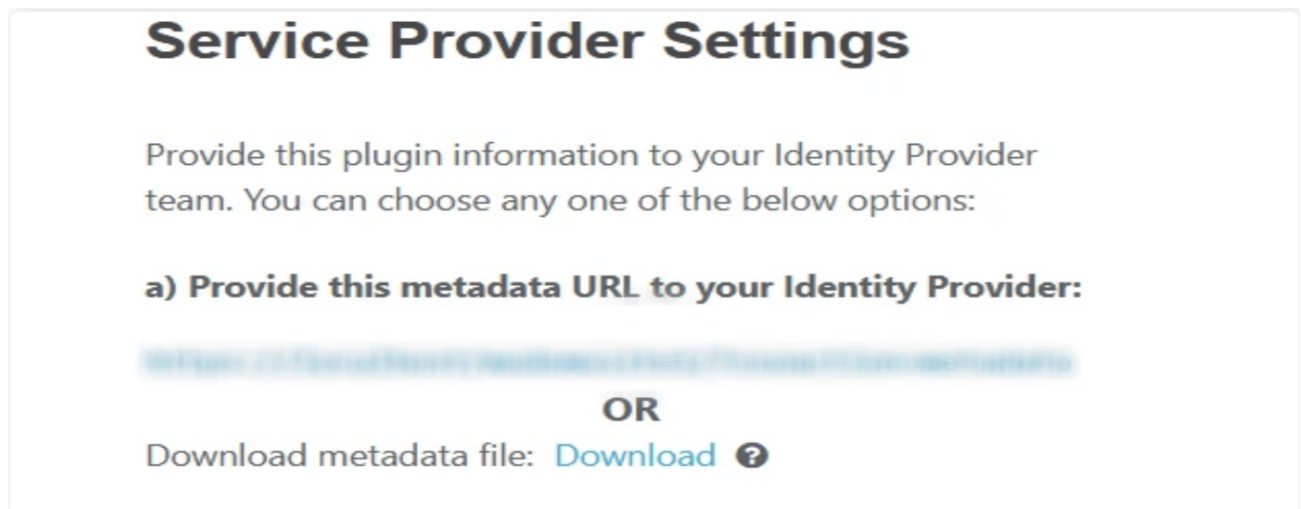 Service Provider Settings
Provide this plugin information to your Identity Provider
team. You can choose any one of the below options:
a) Provide this metadata URL to your Identity Provider:
OR
Download metadata file: Download ?